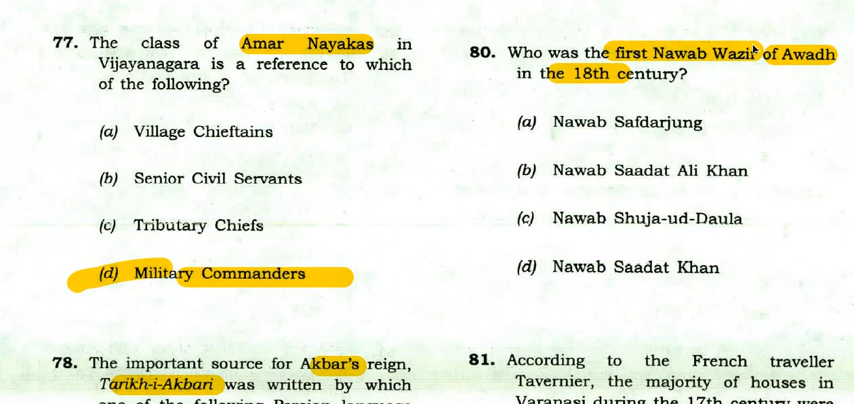 77. The class of Amar Nayakas in
Vijayanagara is a reference to which
of the following?
(a) Village Chieftains
(b) Senior Civil Servants
(c) Tributary Chiefs
(d) Military Commanders
78. The important source for Akbar's reign,
Tarikh-i-Akbari was written by which
80. Who was the first Nawab Wazir of Awadh
in the 18th century?
(a) Nawab Safdarjung
(b) Nawab Saadat Ali Khan
(c) Nawab Shuja-ud-Daula
(d) Nawab Saadat Khan
81. According to the French traveller
Tavernier, the majority of houses in
Varanasi during the 17th century were